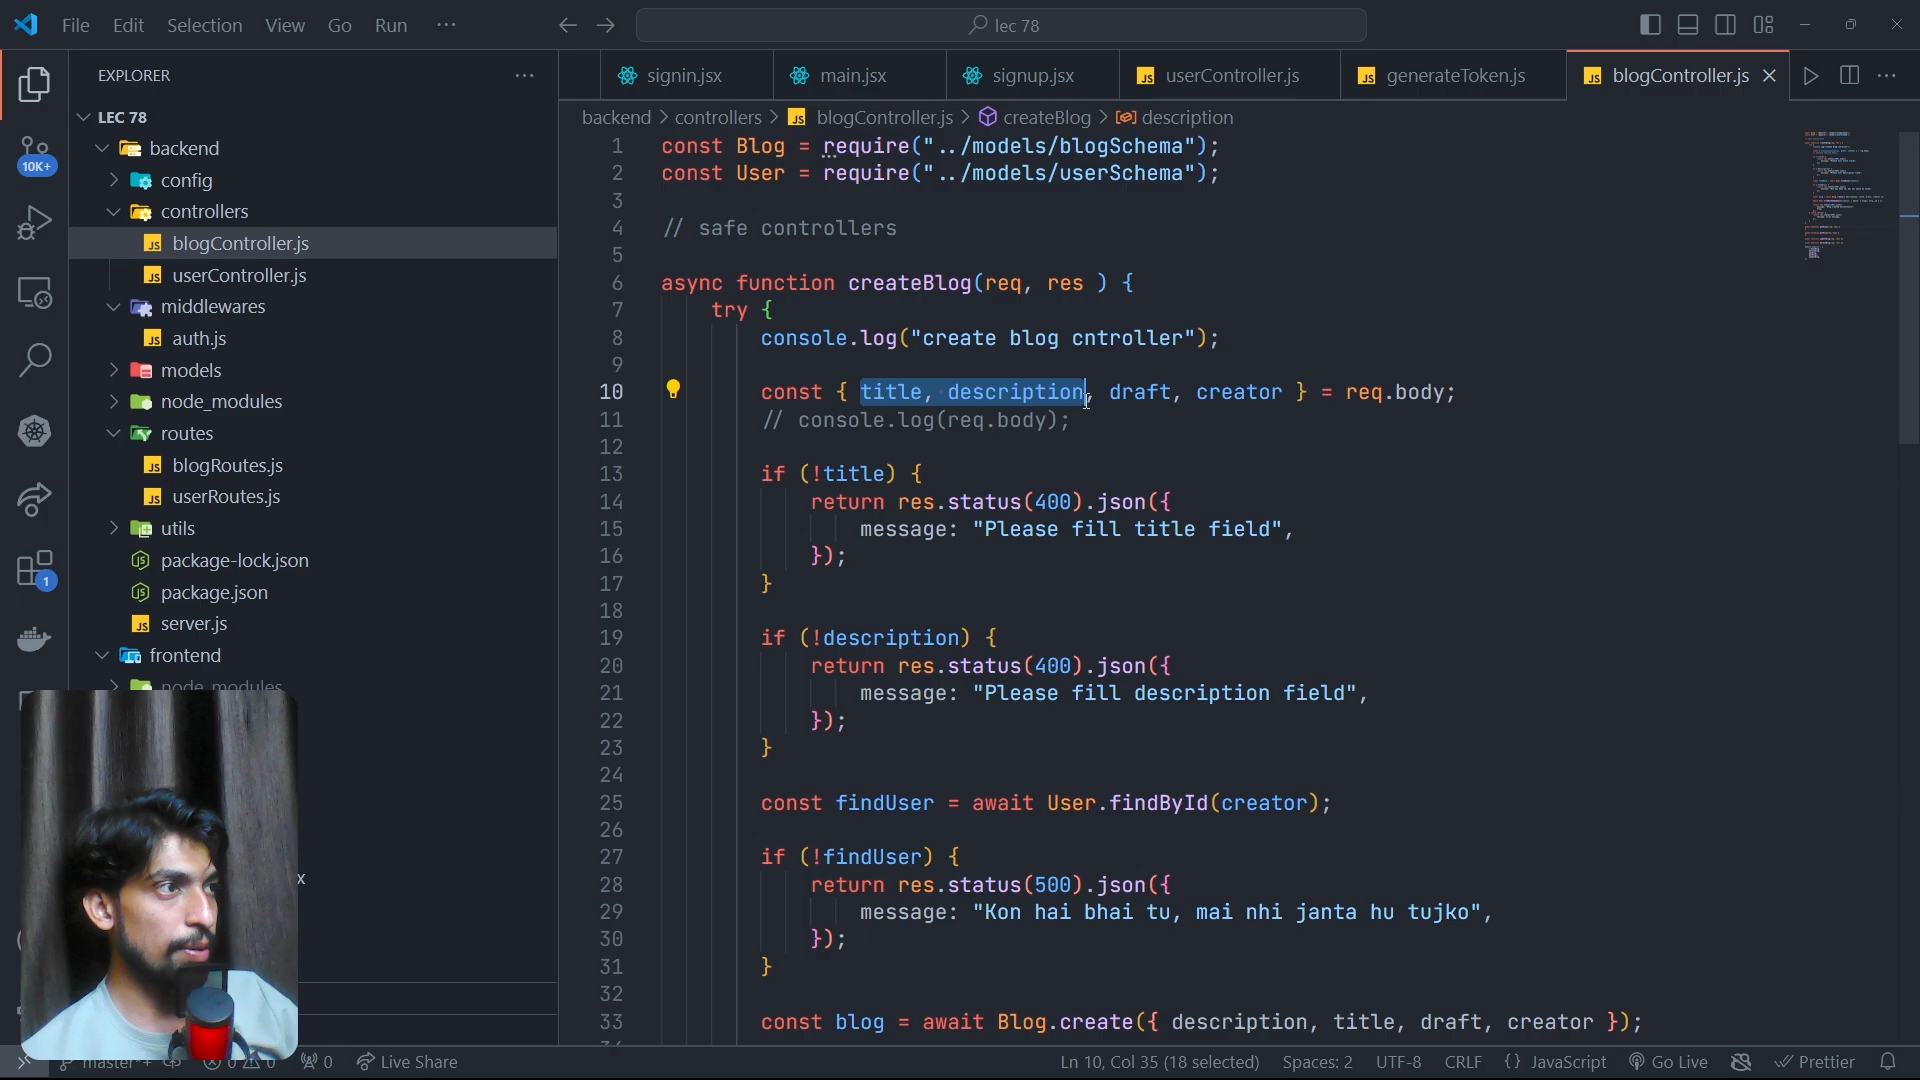 File Edit Selection View Go Run ···
lec 78
EXPLORER
LEC 78
backend
config
controllers
blogController.js
userController.js
middlewares
auth.js
models
node_modules
routes
blogRoutes.js
userRoutes.js
utils
package-lock.json
package.json
server.js
frontend
node_modules
10K+
1
signin.jsx main.jsx signup.jsx userController.js generateToken.js blogController.js
backend > controllers > blogController.js > createBlog > description
1 const Blog = require("../models/blogSchema");
2 const User = require("../models/userSchema");
3
4 // safe controllers
5
6 async function createBlog(req, res ) {
7 try {
8 console.log("create blog cntroller");
9
10 const { title, description, draft, creator } = req.body;
11 // console.log(req.body);
12
13 if (!title) {
14 return res.status(400).json({
15 message: "Please fill title field",
16 });
17 }
18
19 if (!description) {
20 return res.status(400).json({
21 message: "Please fill description field",
22 });
23 }
24
25 const findUser = await User.findById(creator);
26
27 if (!findUser) {
28 return res.status(500).json({
29 message: "Kon hai bhai tu, mai nhi janta hu tujko",
30 });
31 }
32
33 const blog = await Blog.create({ description, title, draft, creator });
master*+ 0 0 0 Live Share Ln 10, Col 35 (18 selected) Spaces: 2 UTF-8 CRLF {} JavaScript Go Live Prettier